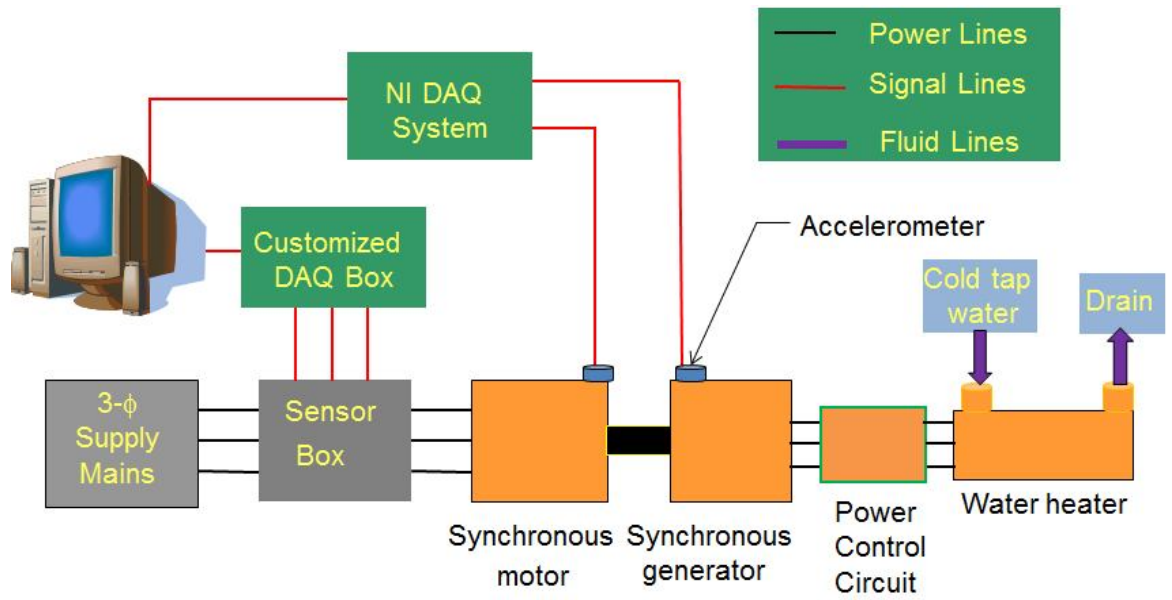 Power Lines
Signal Lines
Fluid Lines
NI DAQ
System
Customized
DAQ Box
Accelerometer
Cold tap
water
Drain
3-ϕ
Supply
Mains
Sensor
Box
Synchronous
motor
Synchronous
generator
Power
Control
Circuit
Water heater